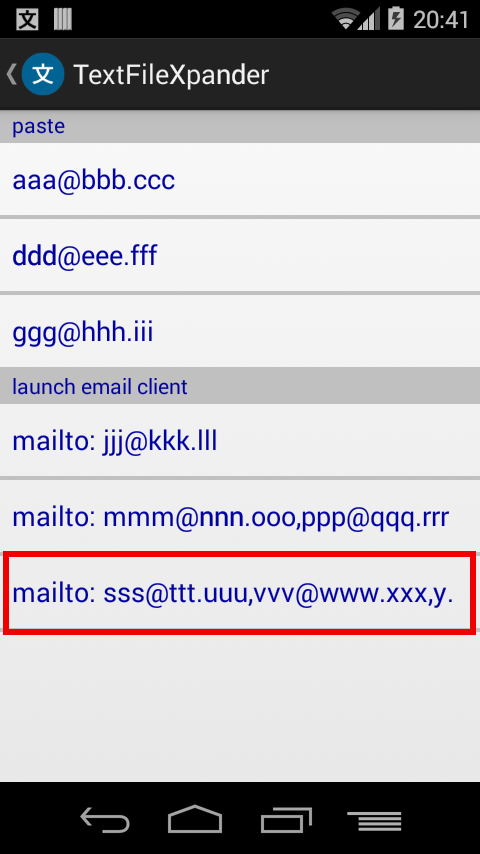 文 20:41
文 TextFileXpander
paste
aaa@bbb.ccc
ddd@eee.fff
ggg@hhh.iii
launch email client
mailto: jjj@kkk.lll
mailto: mmm@nnn.ooo,ppp@qqq.rrr
mailto: sss@ttt.uuu,vvv@www.xxx,y.